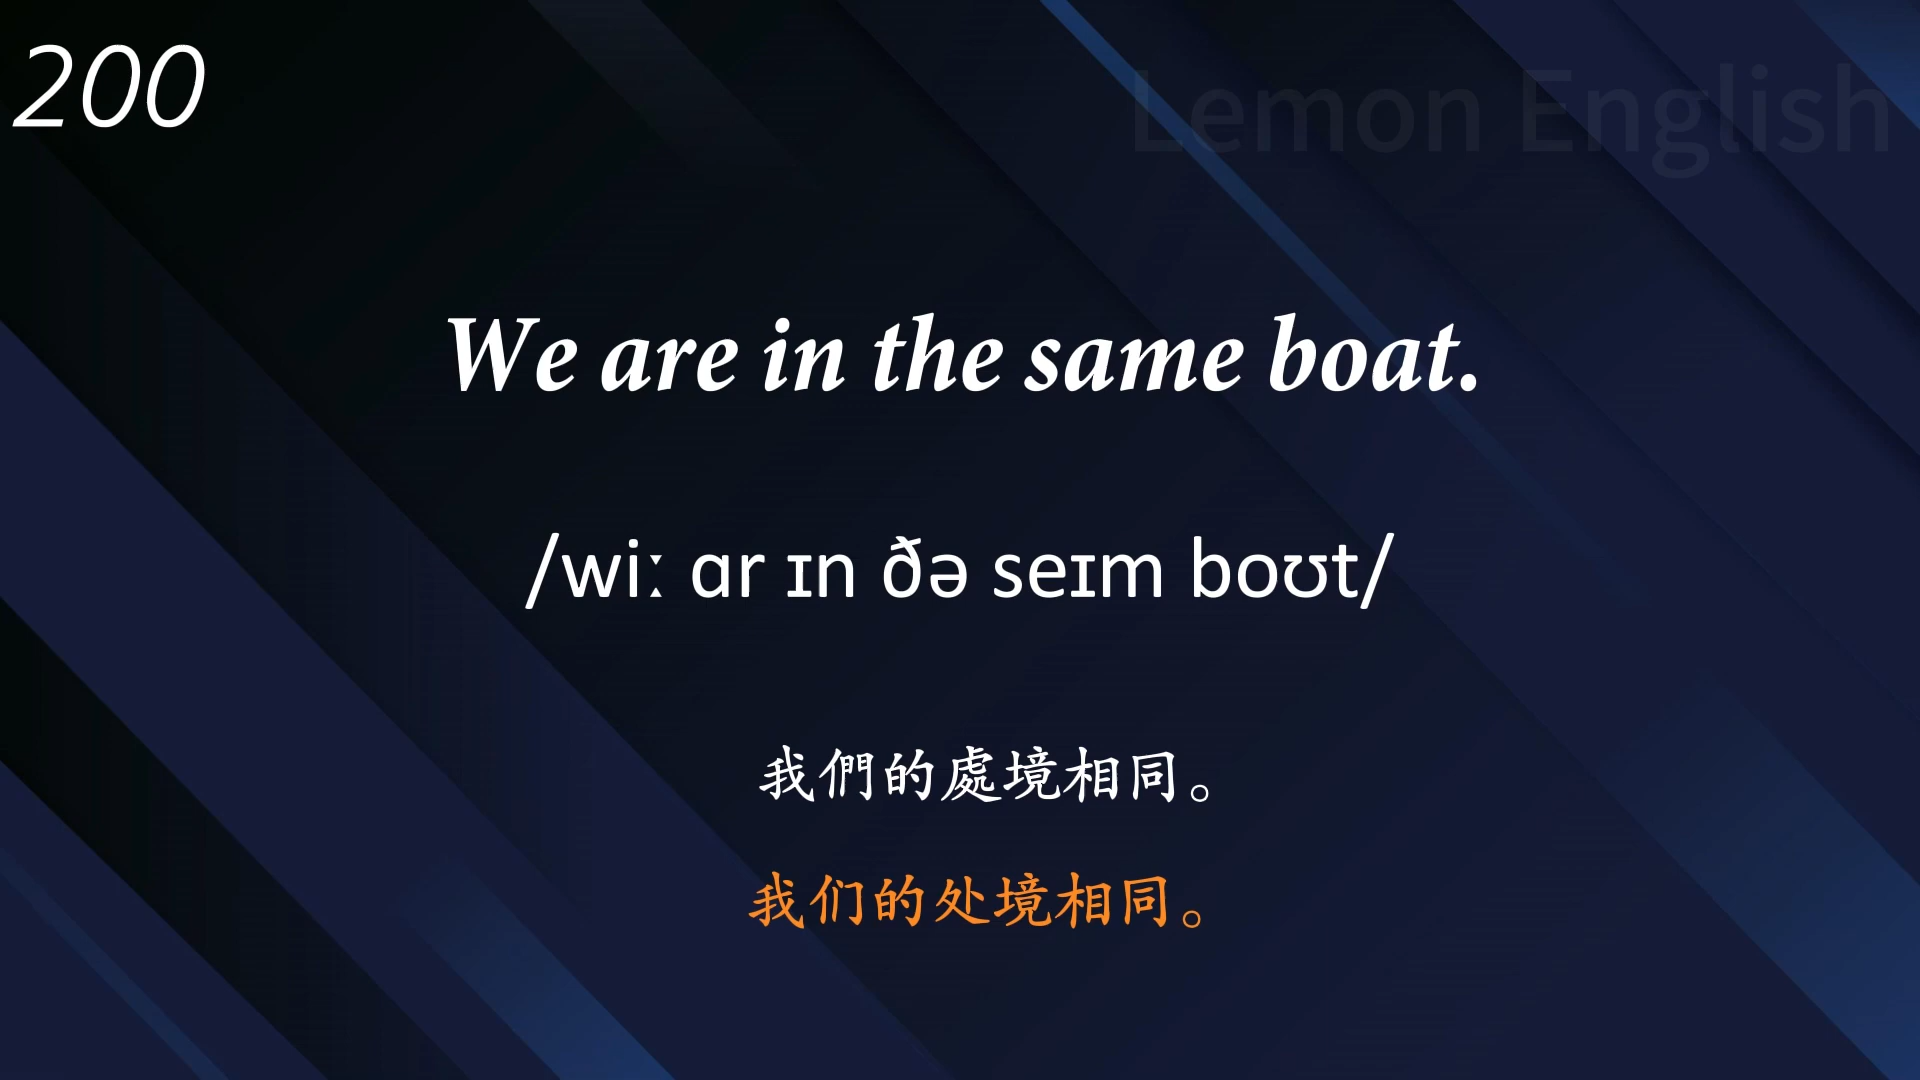 200
Lemon English
We are in the same boat.
/wiː ɑr ɪn ðə seɪm boʊt/
我們的處境相同。
我们的处境相同。